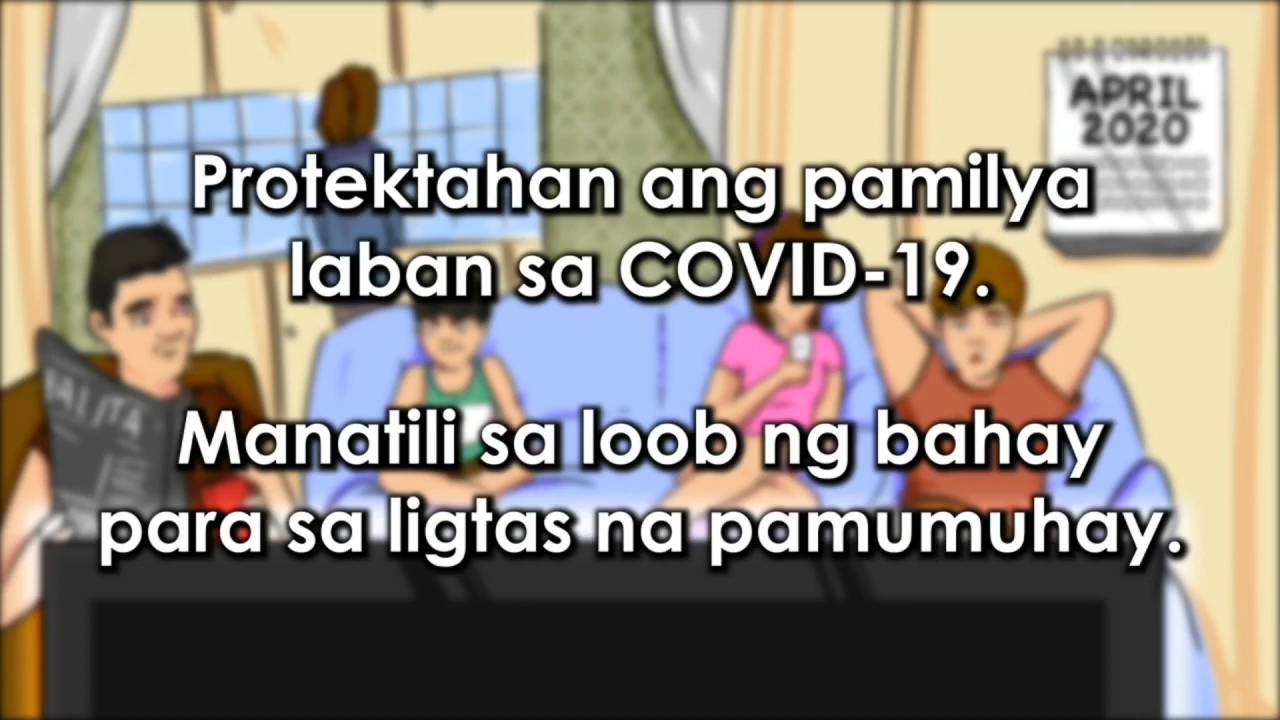 APRIL
2020
Protektahan ang pamilya
laban sa COVID-19.
BALITA
Manatili sa loob ng bahay
para sa ligtas na pamumuhay.